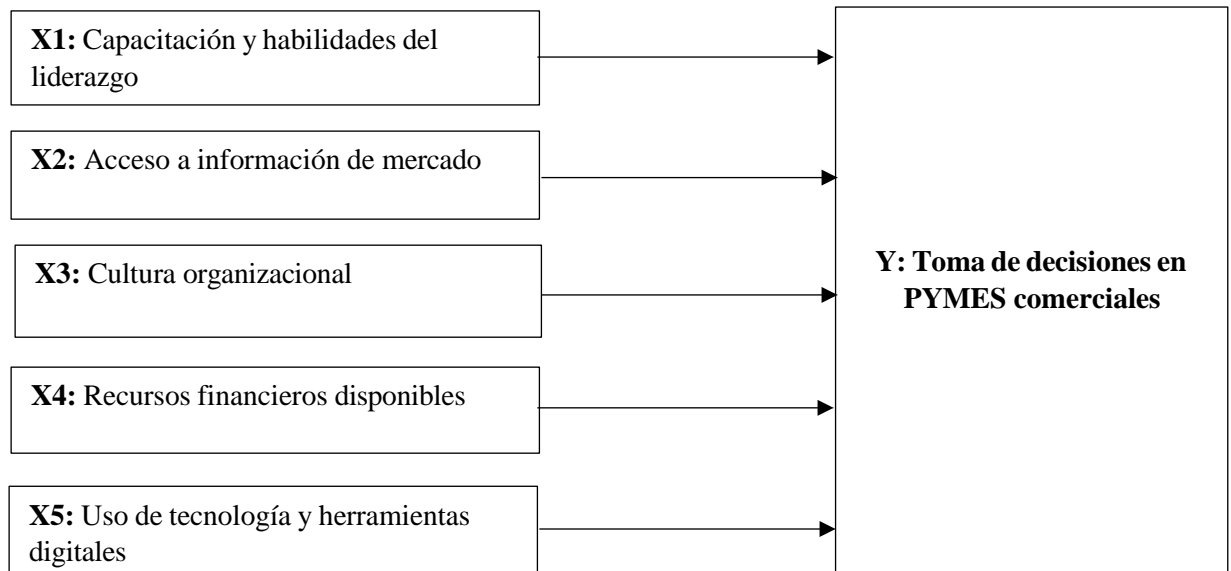 X1: Capacitación y habilidades del
liderazgo
X2: Acceso a información de mercado
X3: Cultura organizacional
X4: Recursos financieros disponibles
X5: Uso de tecnología y herramientas
digitales
Y: Toma de decisiones en
PYMES comerciales